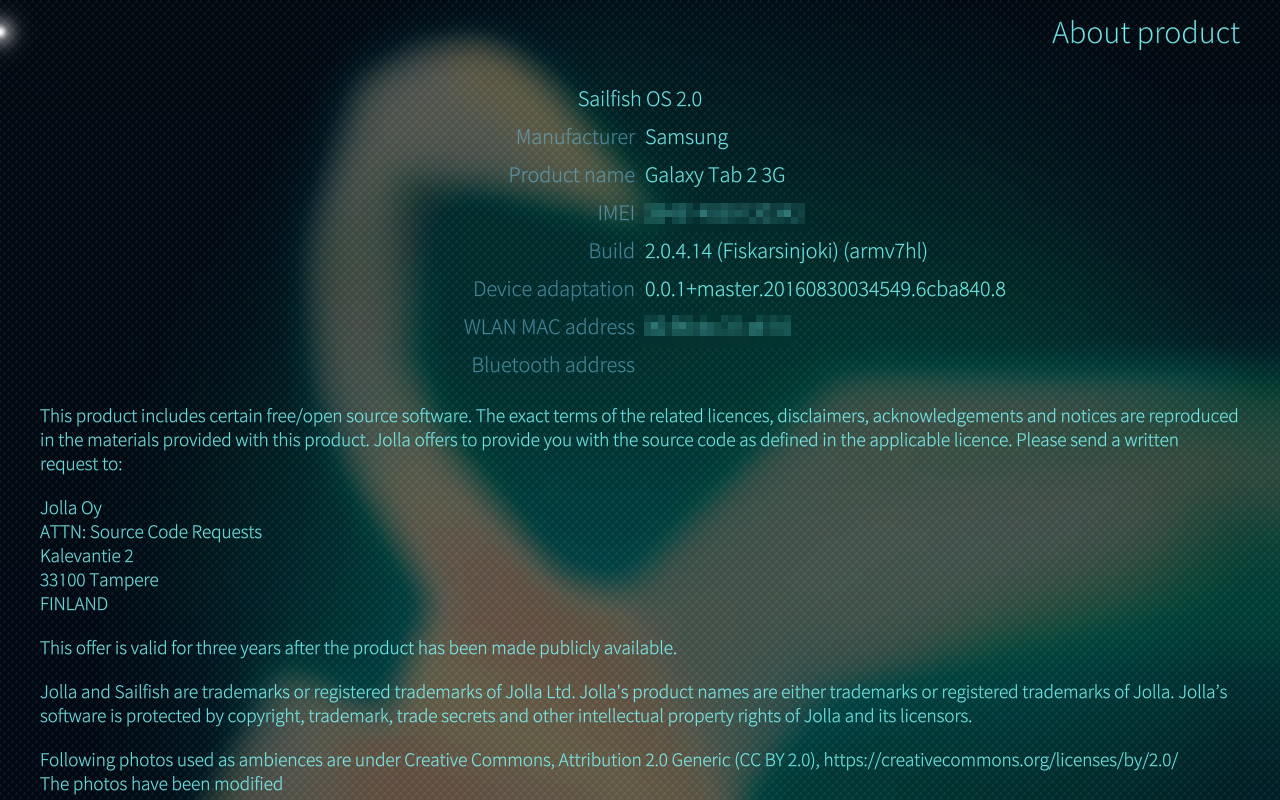 About product
Sailfish OS 2.0
Manufacturer Samsung
Product name Galaxy Tab 2 3G
IMEI
Build 2.0.4.14 (Fiskarsinjoki) (armv7hl)
Device adaptation 0.0.1+master.20160830034549.6cba840.8
WLAN MAC address
Bluetooth address
This product includes certain free/open source software. The exact terms of the related licences, disclaimers, acknowledgements and notices are reproduced
in the materials provided with this product. Jolla offers to provide you with the source code as defined in the applicable licence. Please send a written
request to:
Jolla Oy
ATTN: Source Code Requests
Kalevantie 2
33100 Tampere
FINLAND
This offer is valid for three years after the product has been made publicly available.
Jolla and Sailfish are trademarks or registered trademarks of Jolla Ltd. Jolla's product names are either trademarks or registered trademarks of Jolla. Jolla’s
software is protected by copyright, trademark, trade secrets and other intellectual property rights of Jolla and its licensors.
Following photos used as ambiences are under Creative Commons, Attribution 2.0 Generic (CC BY 2.0), https://creativecommons.org/licenses/by/2.0/
The photos have been modified